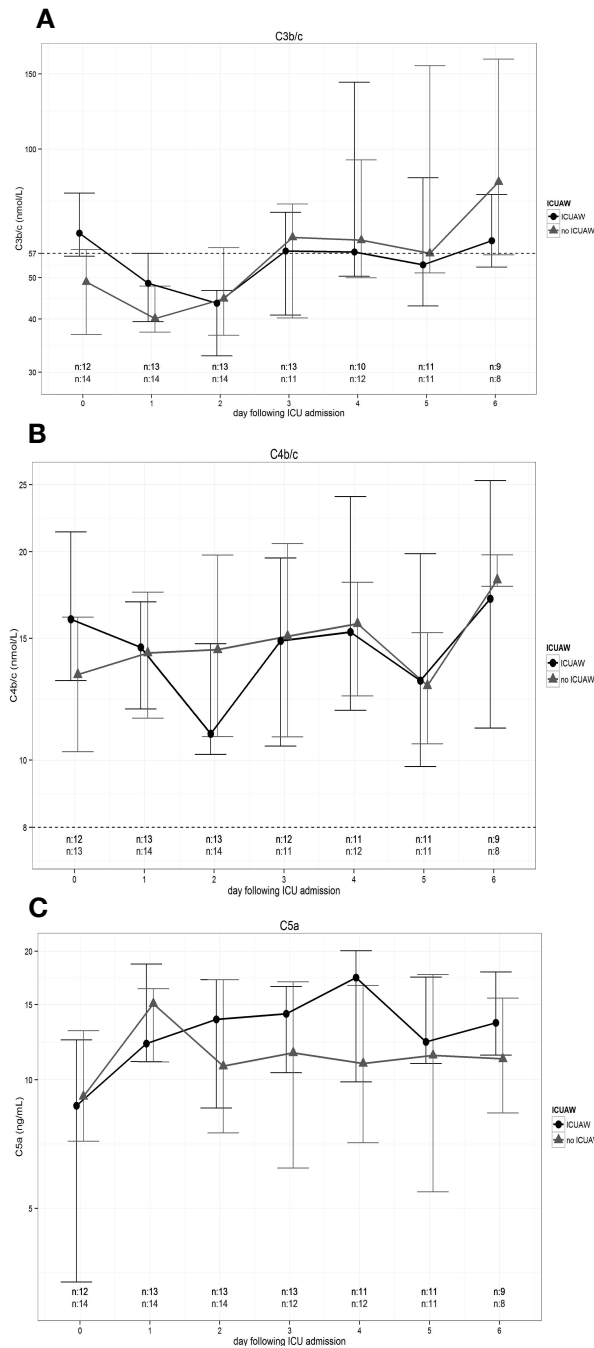 A
C3b/c
150
100
57
50
40
30
C3b/c (nmol/L)
ICUAW
ICUAW
no ICUAW
n:12 n:13 n:13 n:13 n:10 n:11 n:9
n:14 n:14 n:14 n:11 n:12 n:11 n:8
0 1 2 3 4 5 6
day following ICU admission
B
C4b/c
25
20
15
10
8
C4b/c (nmol/L)
ICUAW
ICUAW
no ICUAW
n:12 n:13 n:13 n:12 n:11 n:11 n:9
n:13 n:14 n:14 n:11 n:12 n:11 n:8
0 1 2 3 4 5 6
day following ICU admission
C
C5a
20
15
10
5
C5a (ng/mL)
ICUAW
ICUAW
no ICUAW
n:12 n:13 n:13 n:13 n:11 n:11 n:9
n:14 n:14 n:14 n:12 n:12 n:11 n:8
0 1 2 3 4 5 6
day following ICU admission